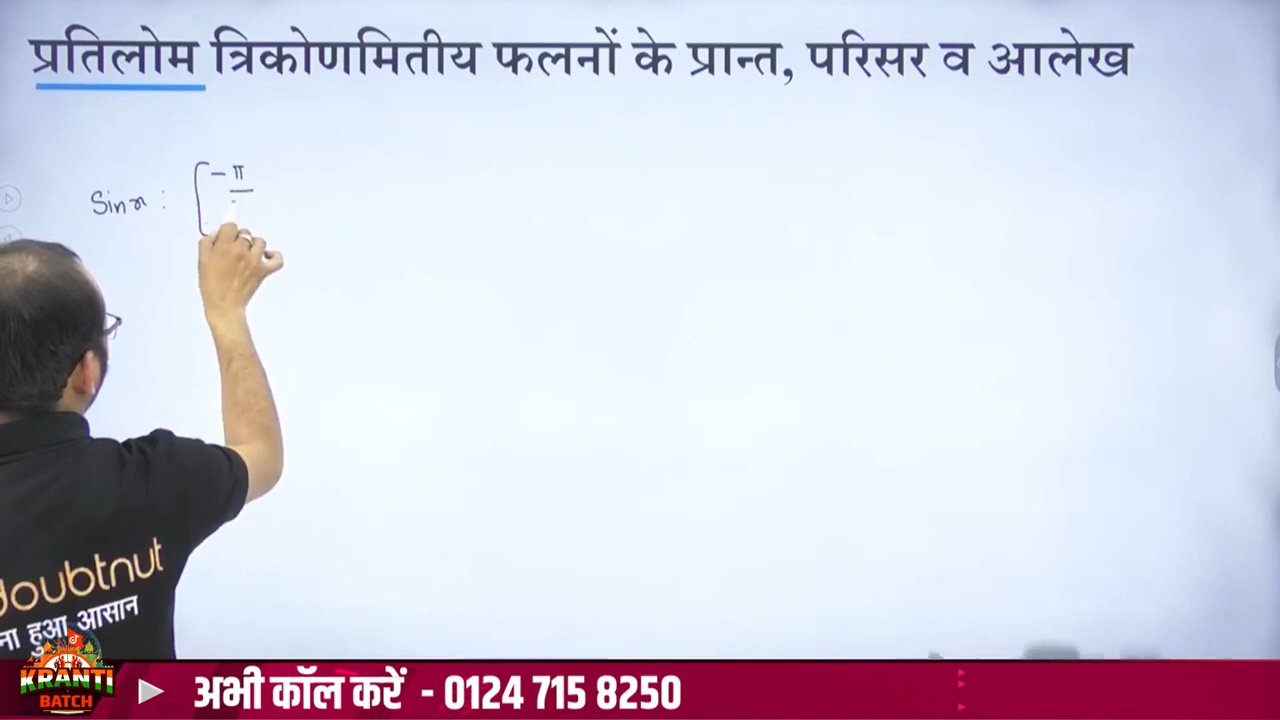 प्रतिलोम त्रिकोणमितीय फलनों के प्रान्त, परिसर व आलेख
Sin x : [ -π
doubtnut
ना हुआ आसान
KRANTI
BATCH
अभी कॉल करें - 0124 715 8250